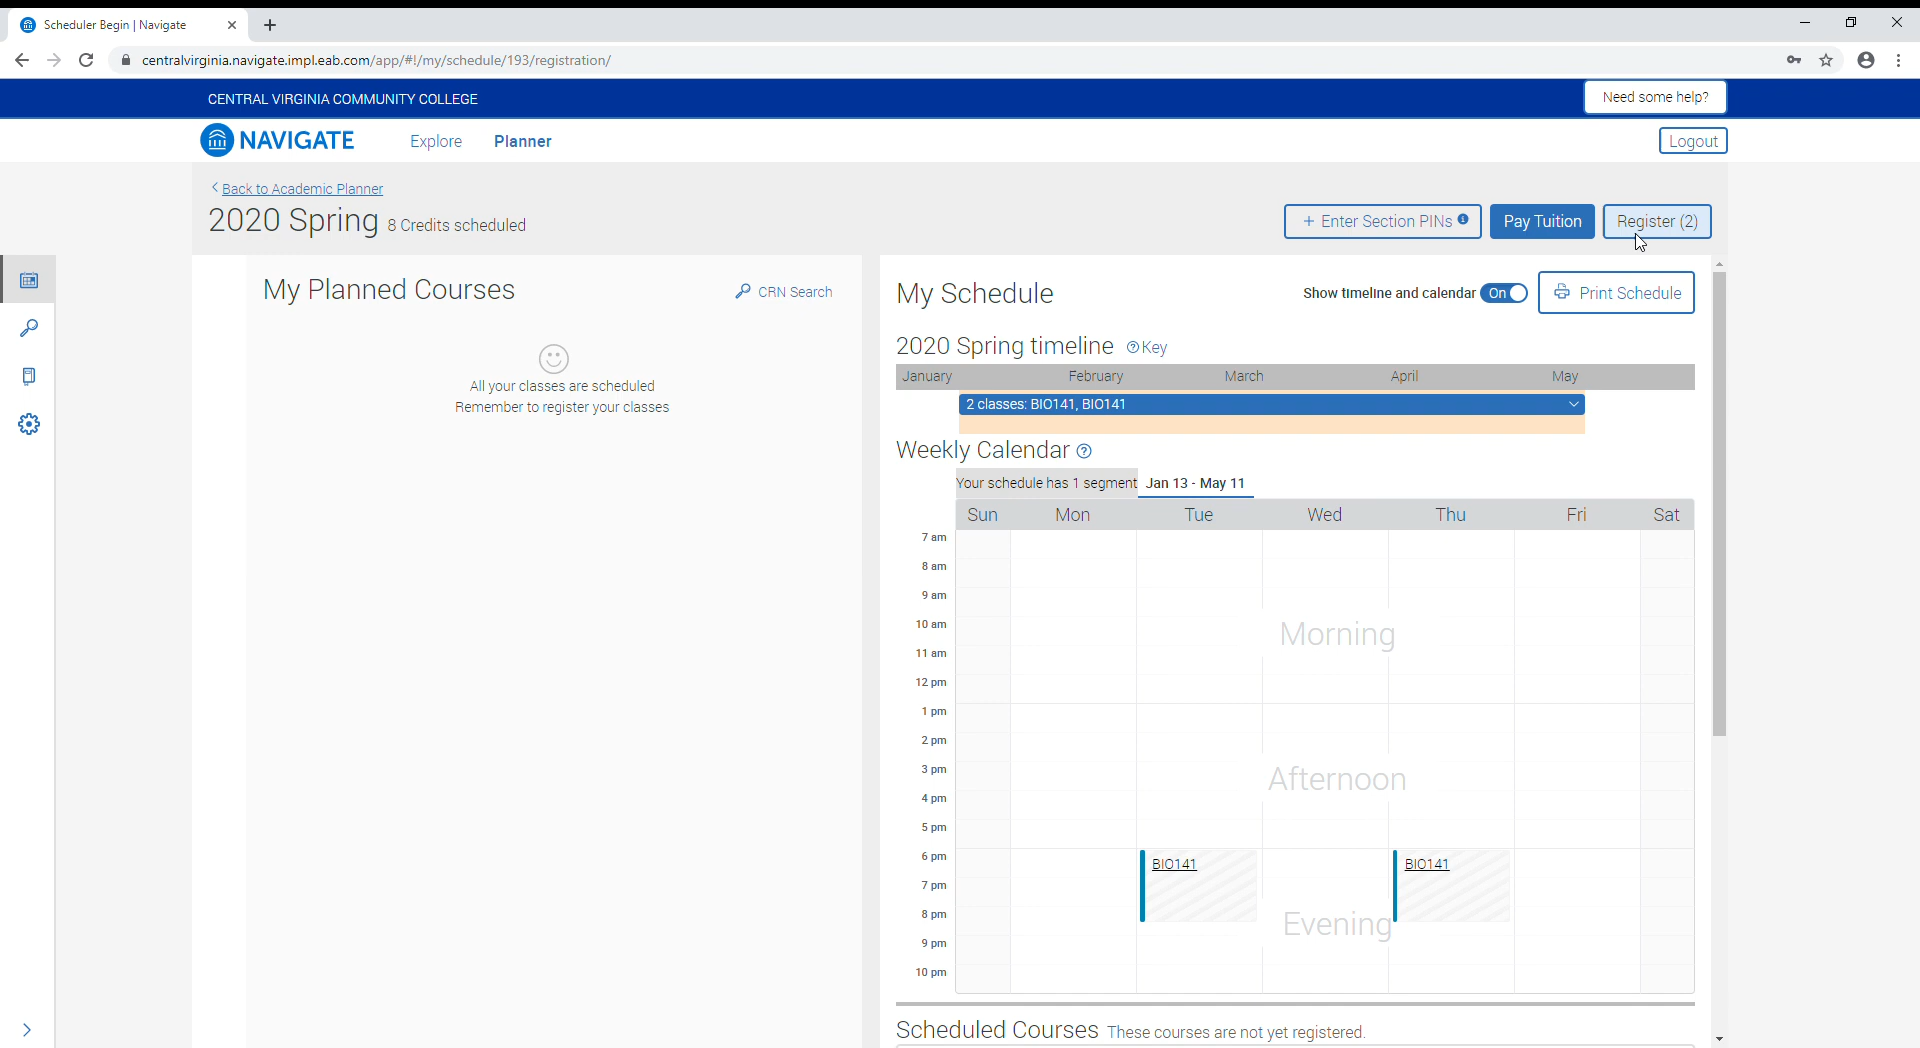 Scheduler Begin | Navigate
centralvirginia.navigate.impl.eab.com/app/#!/my/schedule/193/registration/
CENTRAL VIRGINIA COMMUNITY COLLEGE
Need some help?
NAVIGATE
Explore
Planner
Logout
Back to Academic Planner
2020 Spring 8 Credits scheduled
+ Enter Section PINs
Pay Tuition
Register (2)
My Planned Courses
CRN Search
All your classes are scheduled
Remember to register your classes
My Schedule
Show timeline and calendar On
Print Schedule
2020 Spring timeline ? Key
January February March April May
2 classes: BIO141, BIO141
Weekly Calendar ?
Your schedule has 1 segment Jan 13 - May 11
Sun Mon Tue Wed Thu Fri Sat
7 am
8 am
9 am
10 am
Morning
11 am
12 pm
1 pm
2 pm
3 pm
Afternoon
4 pm
5 pm
6 pm
BIO141 BIO141
7 pm
8 pm
Evening
9 pm
10 pm
Scheduled Courses These courses are not yet registered.